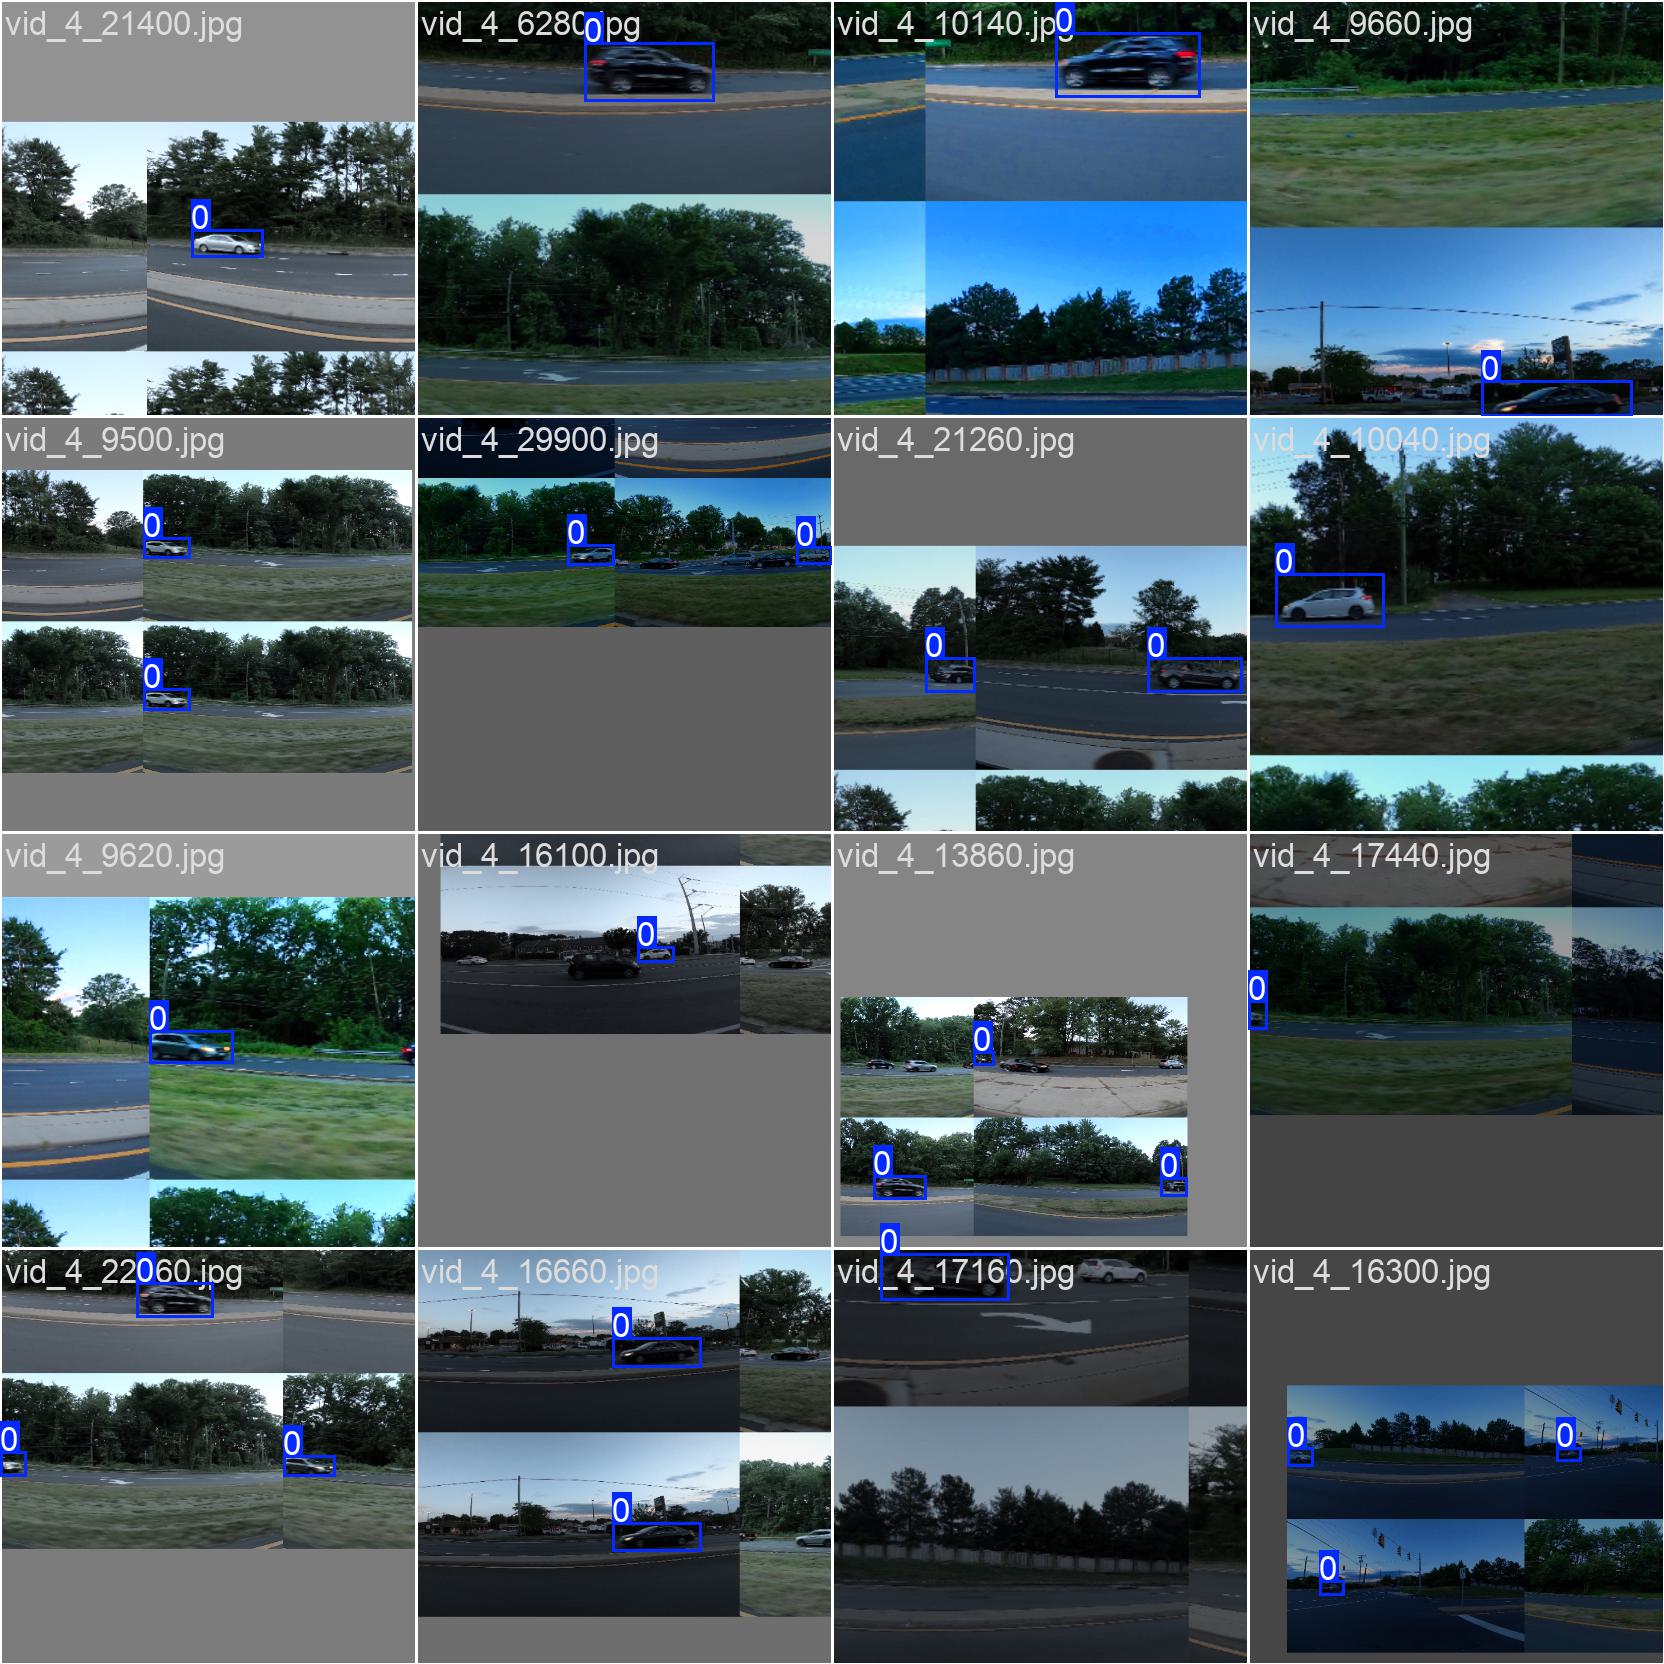 vid_4_21400.jpg
vid_4_6280.jpg
vid_4_10140.jpg
vid_4_9660.jpg
0
0
0
0
vid_4_9500.jpg
vid_4_29900.jpg
vid_4_21260.jpg
vid_4_10040.jpg
0
0
0
0
0
0
0
0
vid_4_9620.jpg
vid_4_16100.jpg
vid_4_13860.jpg
vid_4_17440.jpg
0
0
0
0
0
0
vid_4_22060.jpg
vid_4_16660.jpg
vid_4_17160.jpg
vid_4_16300.jpg
0
0
0
0
0
0
0
0
0